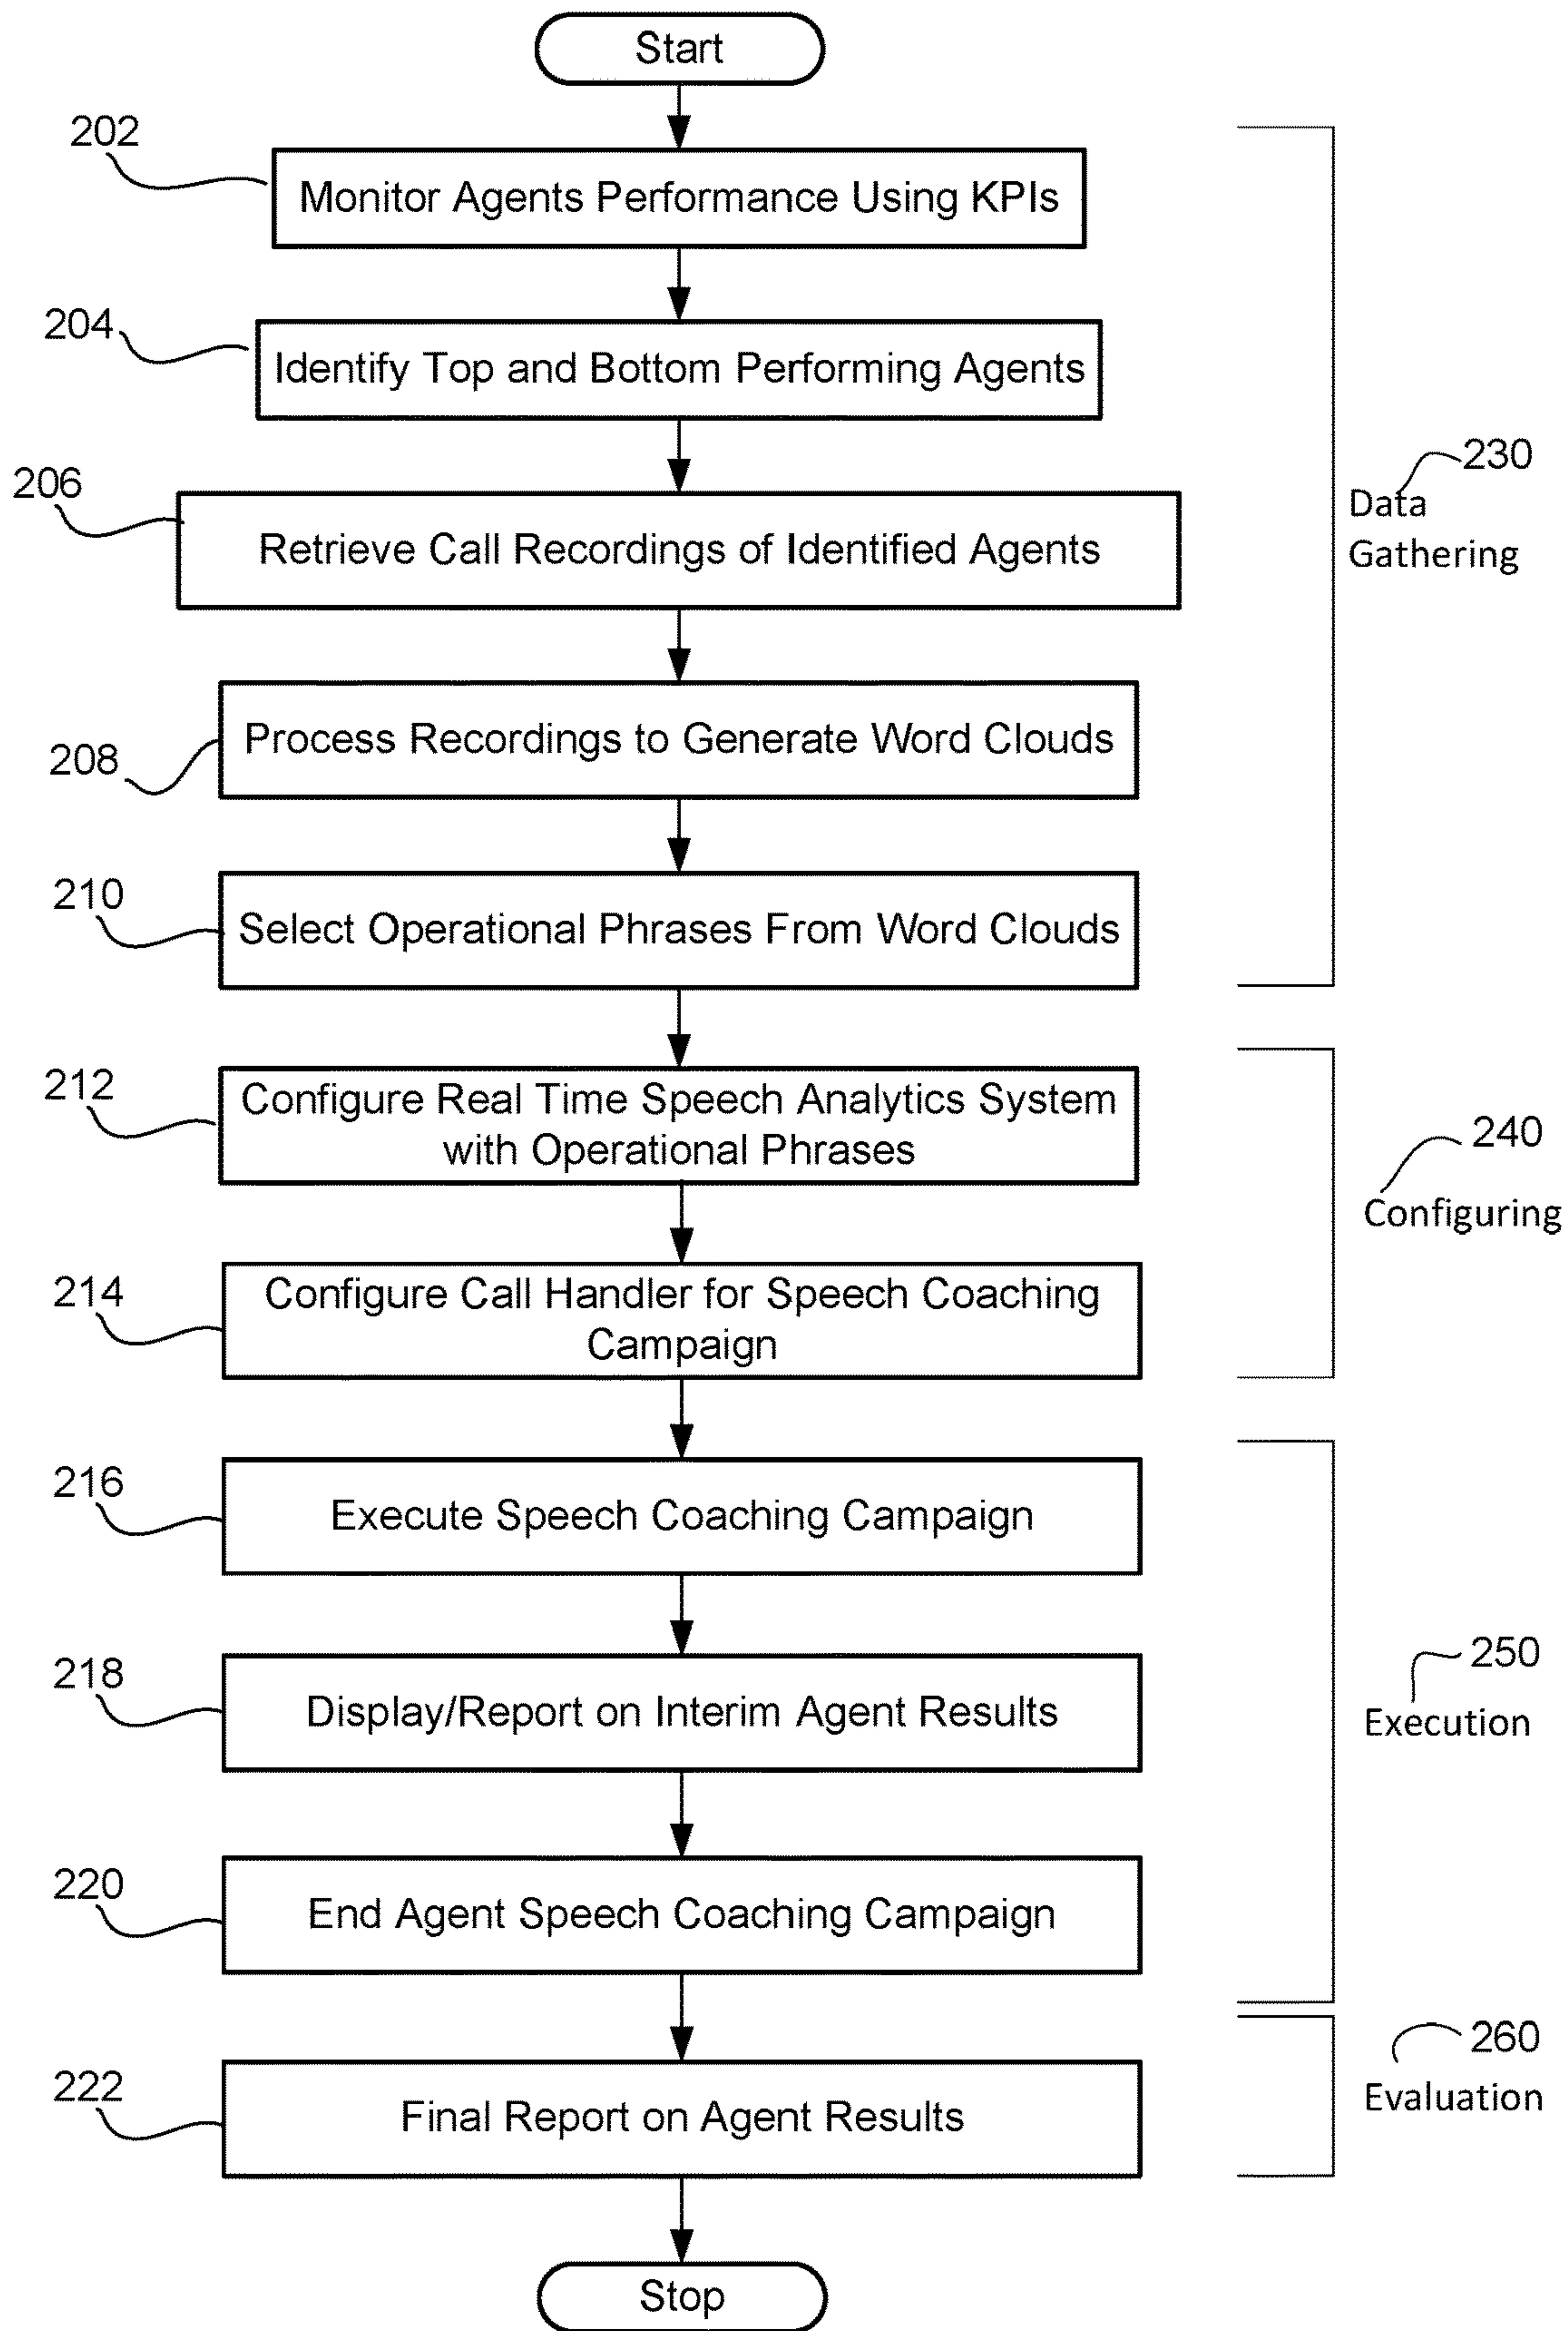 Start
202
Monitor Agents Performance Using KPIs
204
Identify Top and Bottom Performing Agents
206
Retrieve Call Recordings of Identified Agents
230
Data
Gathering
208
Process Recordings to Generate Word Clouds
210
Select Operational Phrases From Word Clouds
212
Configure Real Time Speech Analytics System
with Operational Phrases
240
Configuring
214
Configure Call Handler for Speech Coaching
Campaign
216
Execute Speech Coaching Campaign
218
Display/Report on Interim Agent Results
250
Execution
220
End Agent Speech Coaching Campaign
260
Evaluation
222
Final Report on Agent Results
Stop